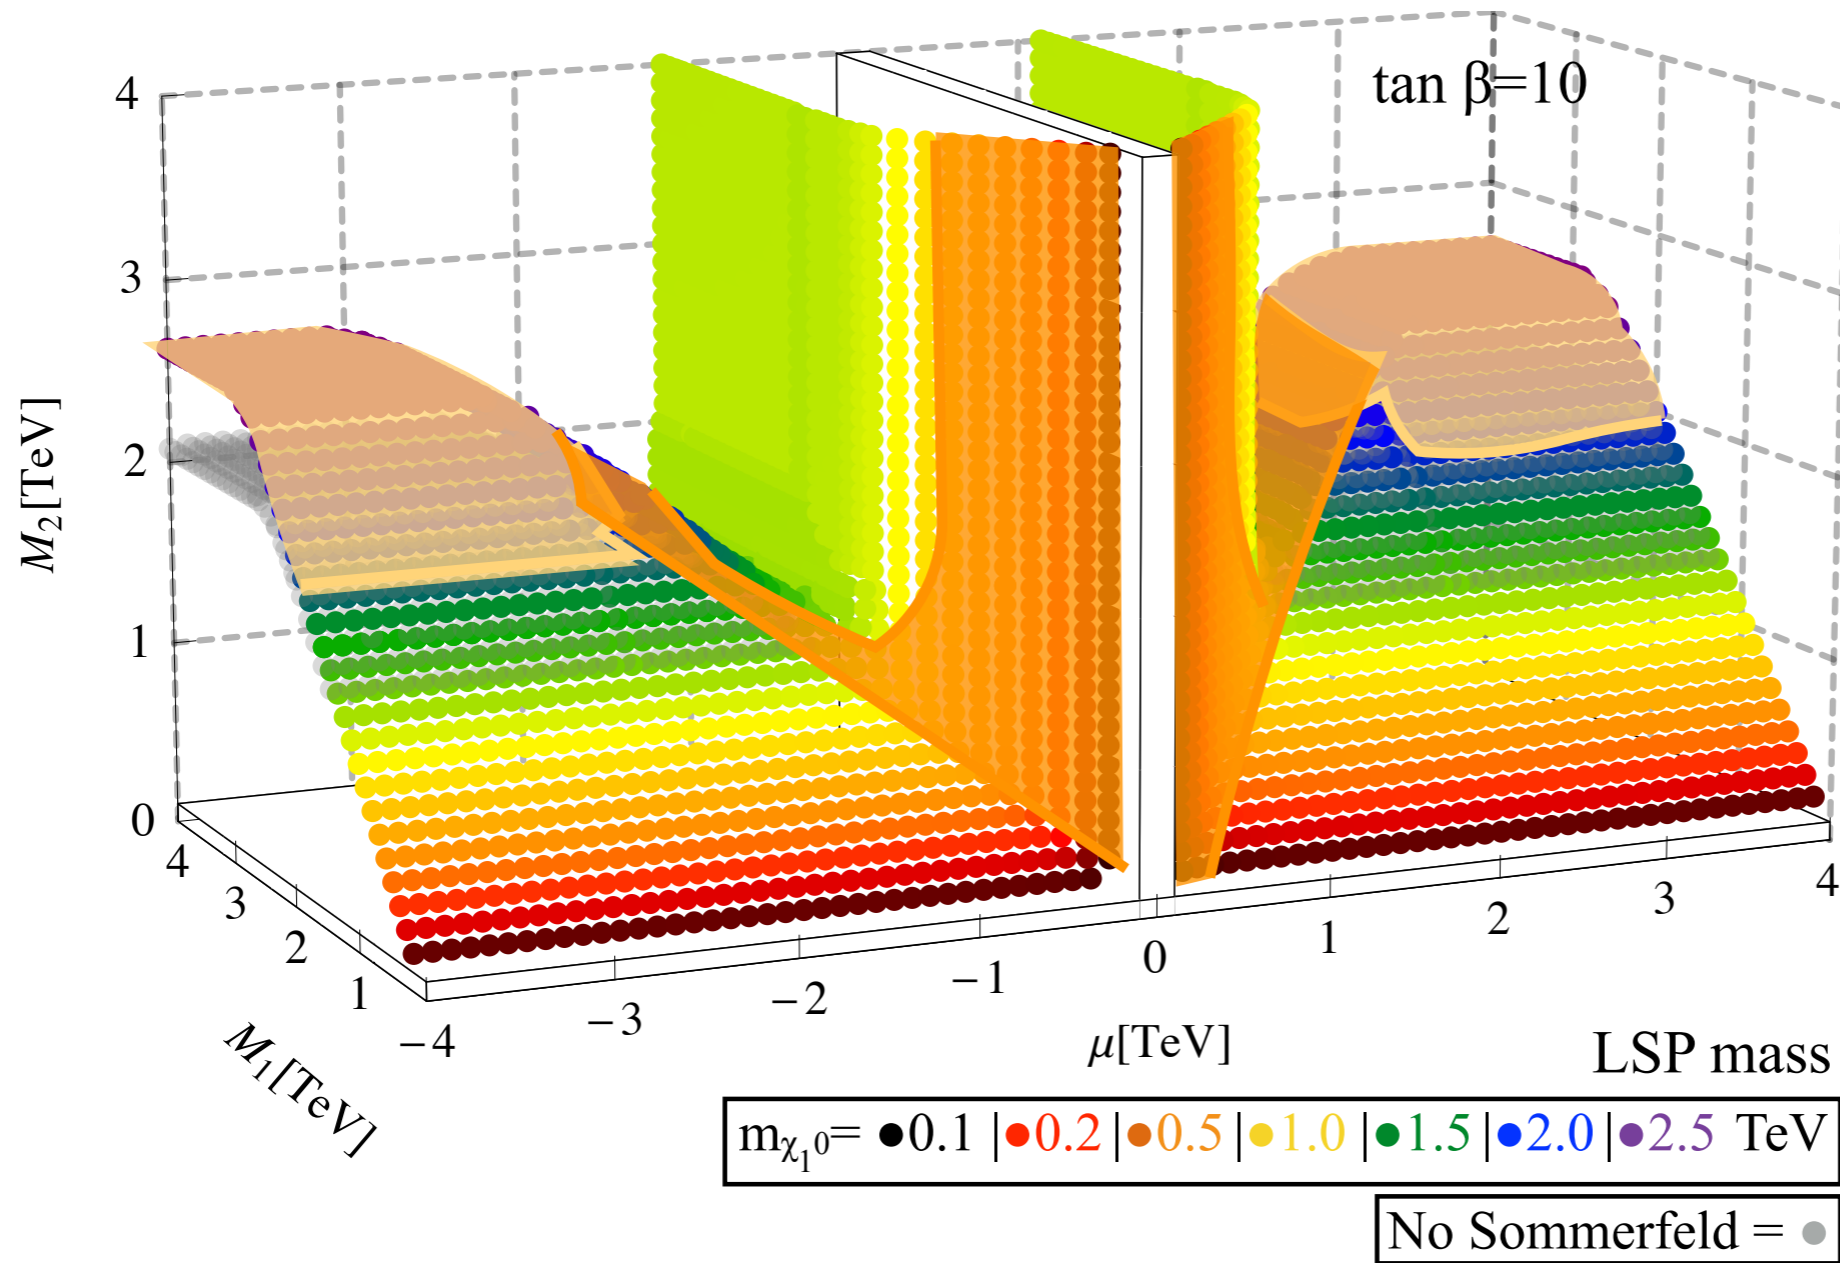 tan β=10
4
3
2
1
0
M₂[TeV]
4
3
2
1
M₁[TeV]
−4
−3
−2
−1
0
1
2
3
4
μ[TeV]
LSP mass
mχ₁⁰= ●0.1 |●0.2|●0.5|●1.0|●1.5|●2.0|●2.5 TeV
No Sommerfeld = ●